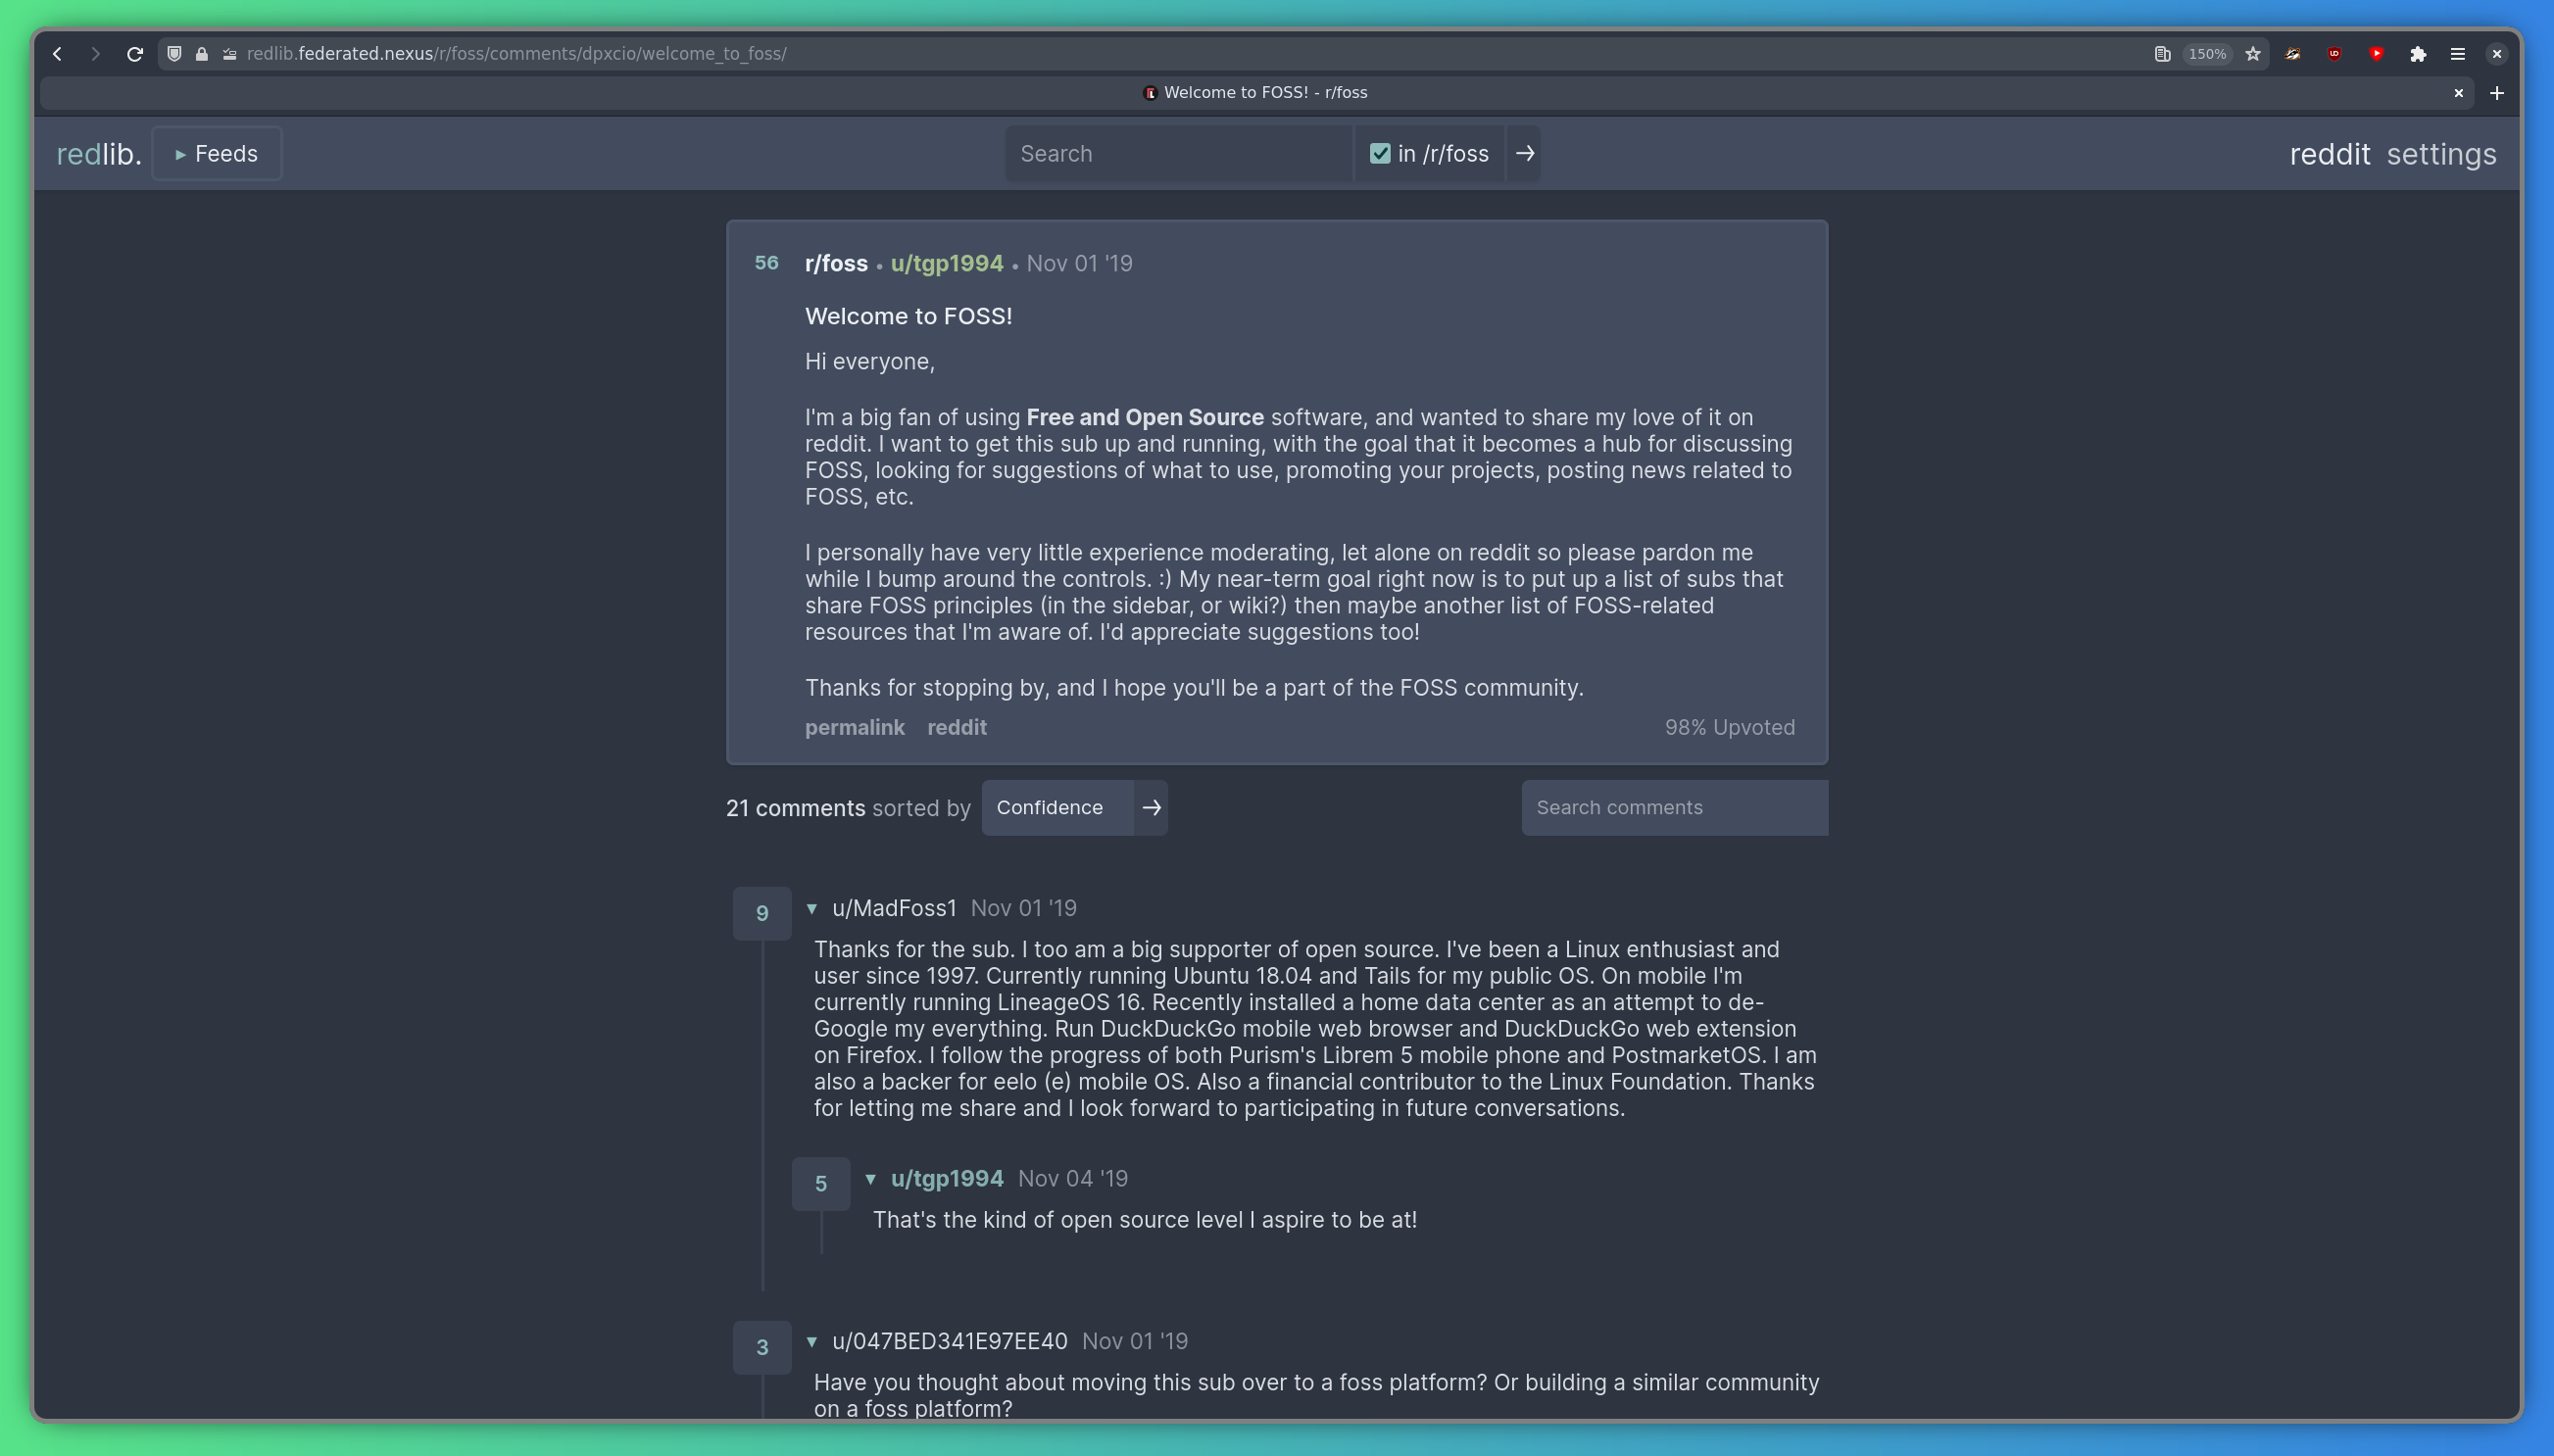 redlib.federated.nexus/r/foss/comments/dpxcio/welcome_to_foss/
150%
Welcome to FOSS! - r/foss
redlib.
Feeds
Search
in /r/foss
reddit settings
56 r/foss • u/tgp1994 • Nov 01 '19
Welcome to FOSS!
Hi everyone,
I'm a big fan of using Free and Open Source software, and wanted to share my love of it on
reddit. I want to get this sub up and running, with the goal that it becomes a hub for discussing
FOSS, looking for suggestions of what to use, promoting your projects, posting news related to
FOSS, etc.
I personally have very little experience moderating, let alone on reddit so please pardon me
while I bump around the controls. :) My near-term goal right now is to put up a list of subs that
share FOSS principles (in the sidebar, or wiki?) then maybe another list of FOSS-related
resources that I'm aware of. I'd appreciate suggestions too!
Thanks for stopping by, and I hope you'll be a part of the FOSS community.
permalink reddit 98% Upvoted
21 comments sorted by Confidence →
Search comments
9 u/MadFoss1 Nov 01 '19
Thanks for the sub. I too am a big supporter of open source. I've been a Linux enthusiast and
user since 1997. Currently running Ubuntu 18.04 and Tails for my public OS. On mobile I'm
currently running LineageOS 16. Recently installed a home data center as an attempt to de-
Google my everything. Run DuckDuckGo mobile web browser and DuckDuckGo web extension
on Firefox. I follow the progress of both Purism's Librem 5 mobile phone and PostmarketOS. I am
also a backer for eelo (e) mobile OS. Also a financial contributor to the Linux Foundation. Thanks
for letting me share and I look forward to participating in future conversations.
5 u/tgp1994 Nov 04 '19
That's the kind of open source level I aspire to be at!
3 u/047BED341E97EE40 Nov 01 '19
Have you thought about moving this sub over to a foss platform? Or building a similar community
on a foss platform?